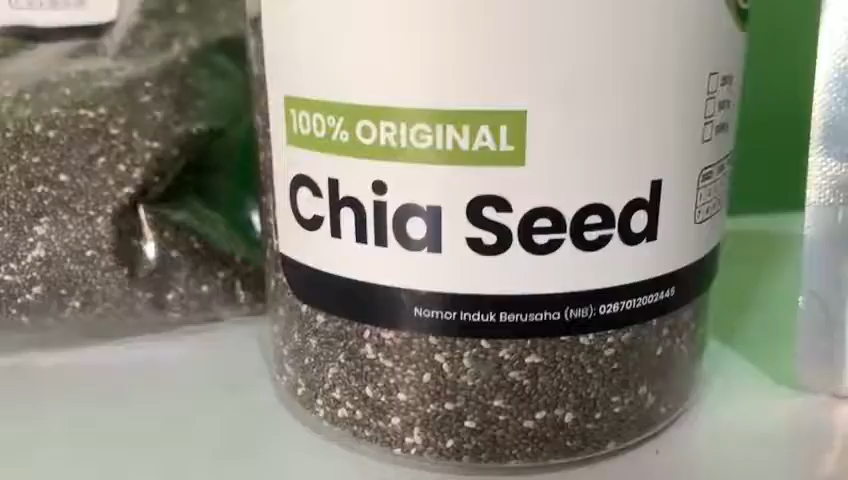 100% ORIGINAL
Chia Seed
Nomor Induk Berusaha (NIB): 0267012002445